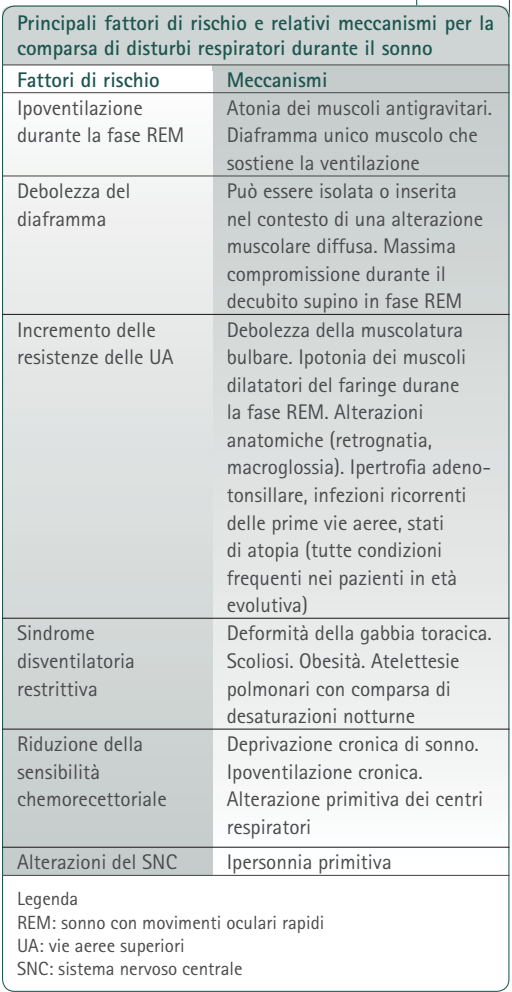 Principali fattori di rischio e relativi meccanismi per la
comparsa di disturbi respiratori durante il sonno
Fattori di rischio
Meccanismi
Ipoventilazione
durante la fase REM
Atonia dei muscoli antigravitari.
Diaframma unico muscolo che
sostiene la ventilazione
Debolezza del
diaframma
Può essere isolata o inserita
nel contesto di una alterazione
muscolare diffusa. Massima
compromissione durante il
decubito supino in fase REM
Incremento delle
resistenze delle UA
Debolezza della muscolatura
bulbare. Ipotonia dei muscoli
dilatatori del faringe durane
la fase REM. Alterazioni
anatomiche (retrognatia,
macroglossia). Ipertrofia adeno-
tonsillare, infezioni ricorrenti
delle prime vie aeree, stati
di atopia (tutte condizioni
frequenti nei pazienti in età
evolutiva)
Sindrome
disventilatoria
restrittiva
Deformità della gabbia toracica.
Scoliosi. Obesità. Atelettesie
polmonari con comparsa di
desaturazioni notturne
Riduzione della
sensibilità
chemorecettoriale
Deprivazione cronica di sonno.
Ipoventilazione cronica.
Alterazione primitiva dei centri
respiratori
Alterazioni del SNC
Ipersonnia primitiva
Legenda
REM: sonno con movimenti oculari rapidi
UA: vie aeree superiori
SNC: sistema nervoso centrale